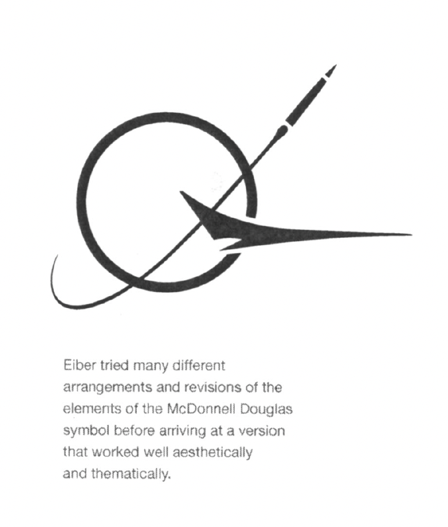 Eiber tried many different
arrangements and revisions of the
elements of the McDonnell Douglas
symbol before arriving at a version
that worked well aesthetically
and thematically.